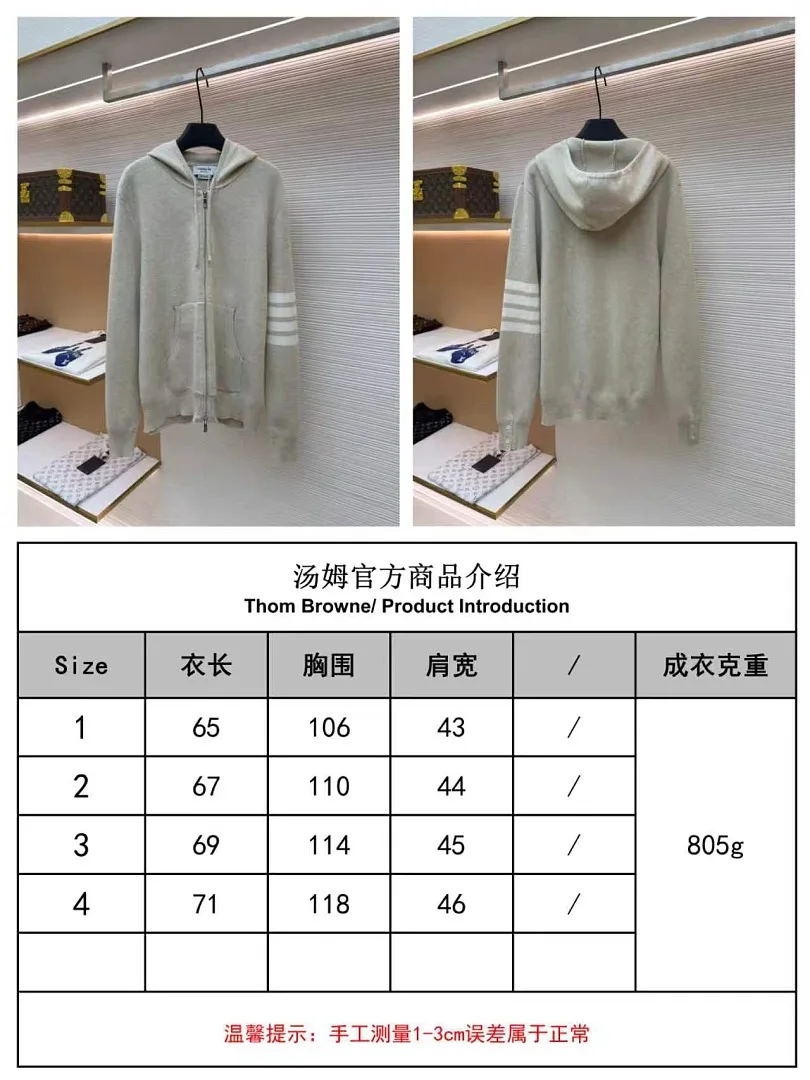 汤姆官方商品介绍
Thom Browne/ Product Introduction
Size 衣长 胸围 肩宽 / 成衣克重
1 65 106 43 /
2 67 110 44 /
3 69 114 45 /
805g
4 71 118 46 /
温馨提示：手工测量1-3cm误差属于正常